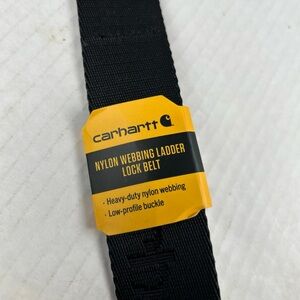 carhartt
NYLON WEBBING LADDER
LOCK BELT
· Heavy-duty nylon webbing
· Low-profile buckle